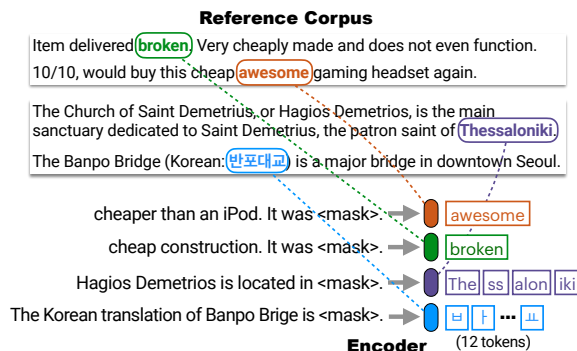 Reference Corpus
Item delivered broken. Very cheaply made and does not even function.
10/10, would buy this cheap awesome gaming headset again.
The Church of Saint Demetrius, or Hagios Demetrios, is the main
sanctuary dedicated to Saint Demetrius, the patron saint of Thessaloniki.
The Banpo Bridge (Korean: 반포대교) is a major bridge in downtown Seoul.
cheaper than an iPod. It was <mask>. awesome
cheap construction. It was <mask>. broken
Hagios Demetrios is located in <mask>. The ss alon iki
The Korean translation of Banpo Brige is <mask>. ㅂ ㅏ ··· ㅛ
Encoder (12 tokens)